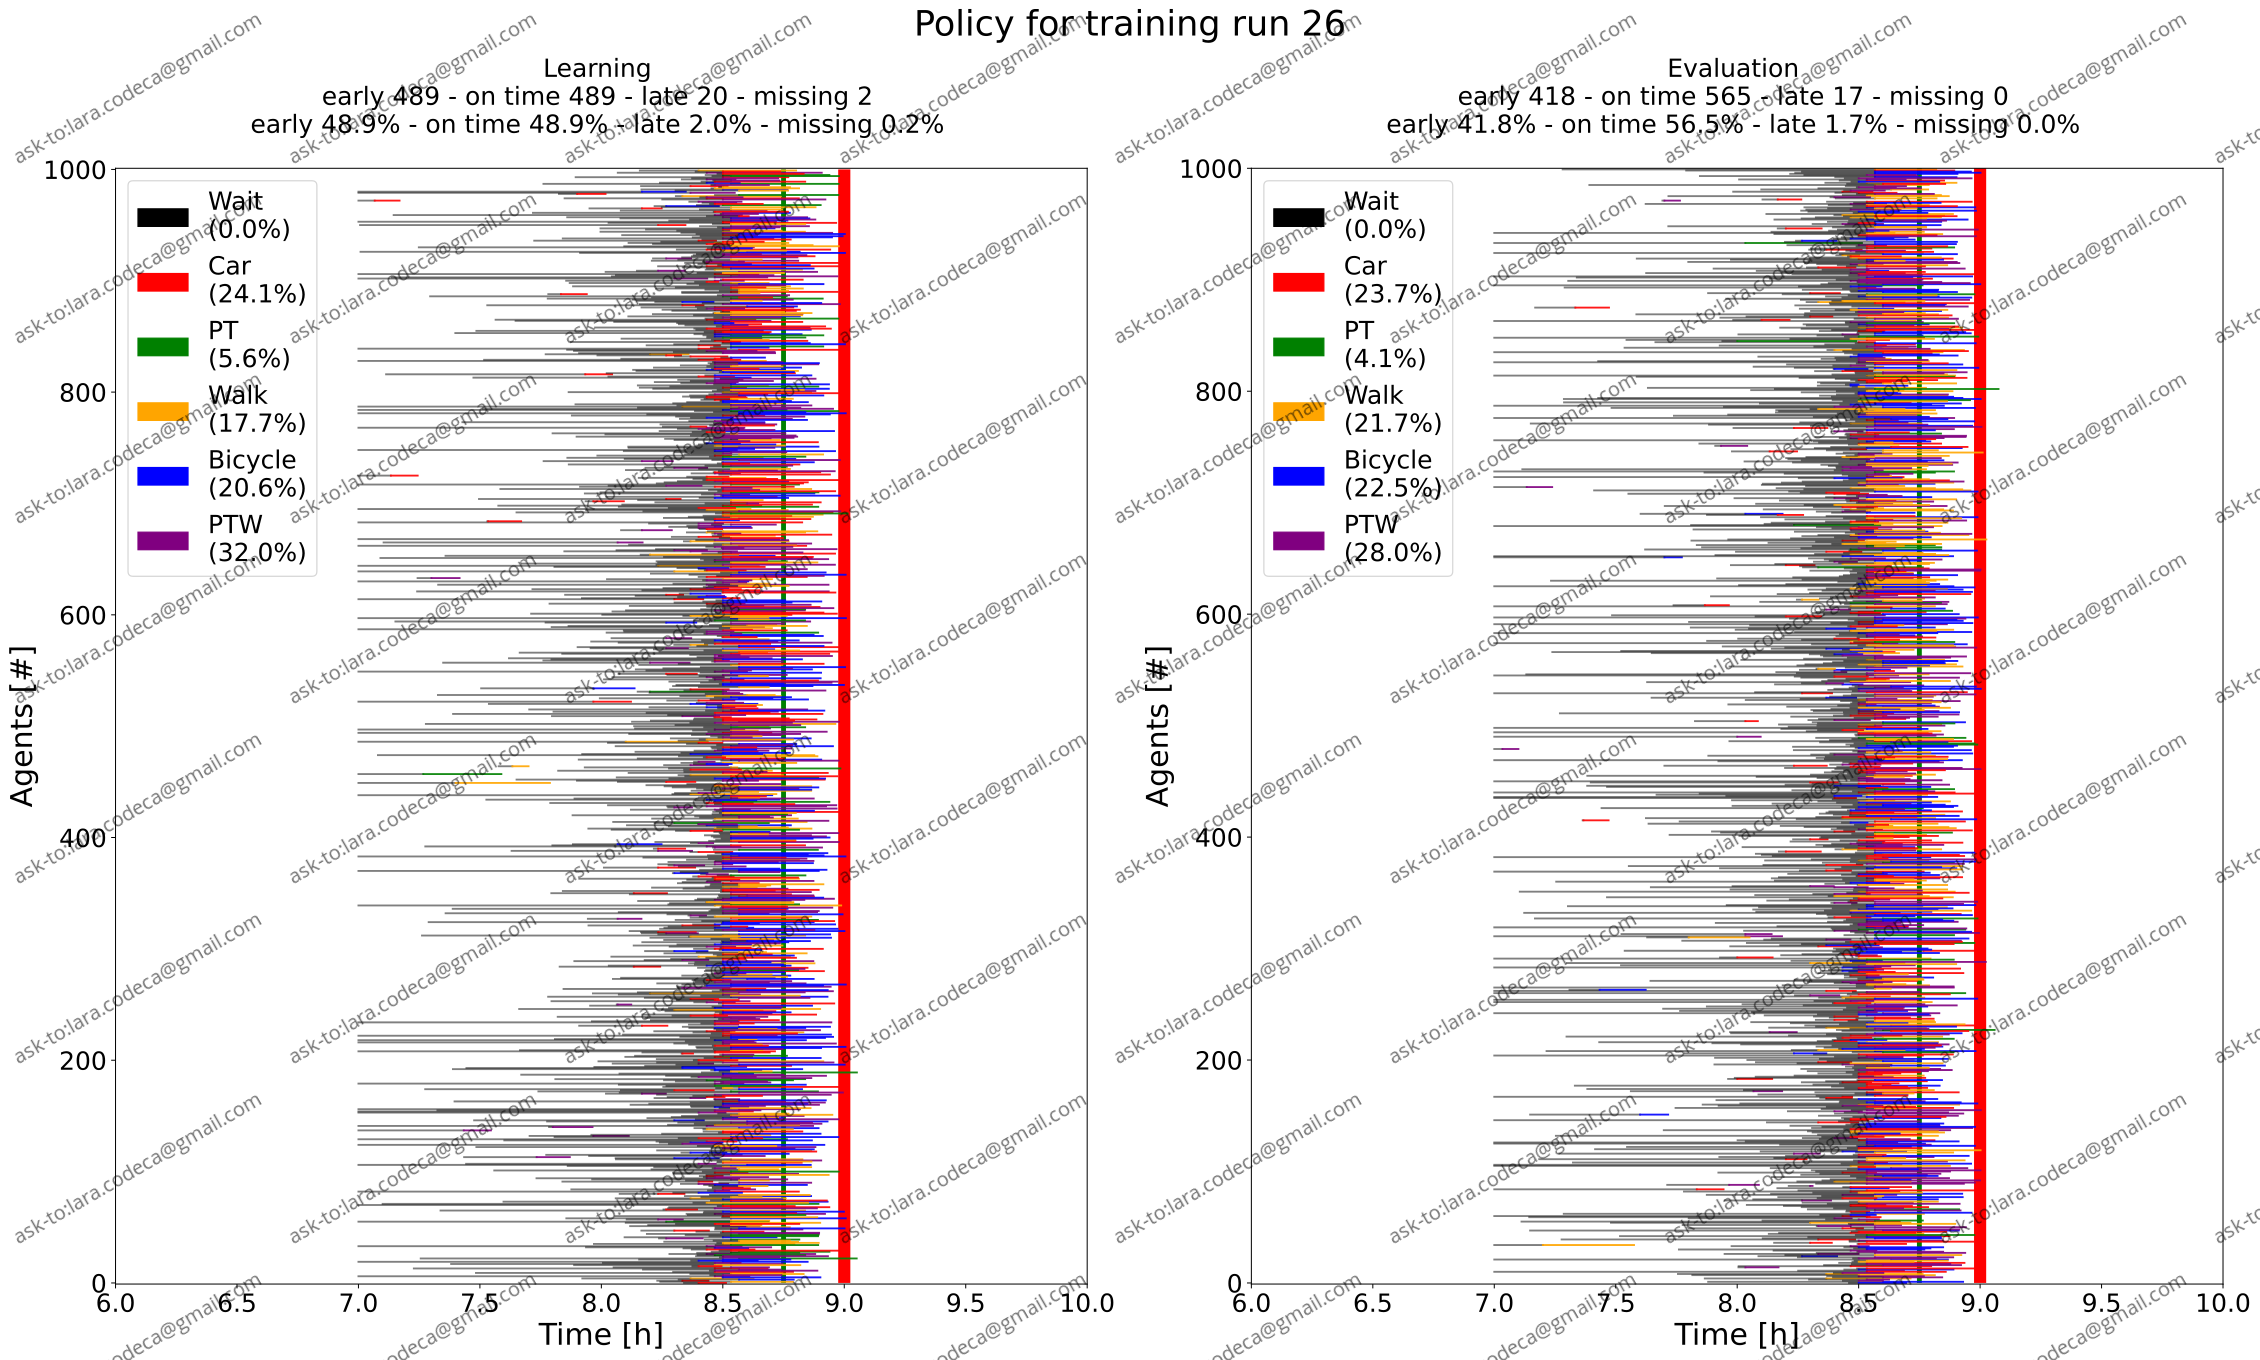 Policy for training run 26
Learning
early 489 - on time 489 - late 20 - missing 2
early 48.9% - on time 48.9% - late 2.0% - missing 0.2%
Wait
(0.0%)
Car
(24.1%)
PT
(5.6%)
Walk
(17.7%)
Bicycle
(20.6%)
PTW
(32.0%)
1000
800
600
400
200
0
Agents [#]
6.0 6.5 7.0 7.5 8.0 8.5 9.0 9.5 10.0
Time [h]
Evaluation
early 418 - on time 565 - late 17 - missing 0
early 41.8% - on time 56.5% - late 1.7% - missing 0.0%
Wait
(0.0%)
Car
(23.7%)
PT
(4.1%)
Walk
(21.7%)
Bicycle
(22.5%)
PTW
(28.0%)
1000
800
600
400
200
0
Agents [#]
6.0 6.5 7.0 7.5 8.0 8.5 9.0 9.5 10.0
Time [h]
ask-to:lara.codeca@gmail.com